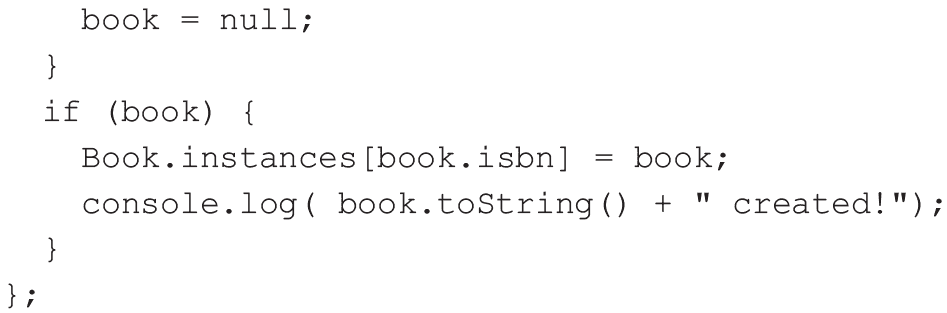 book = null;
  }
  if (book) {
    Book.instances[book.isbn] = book;
    console.log( book.toString() + " created!");
  }
};